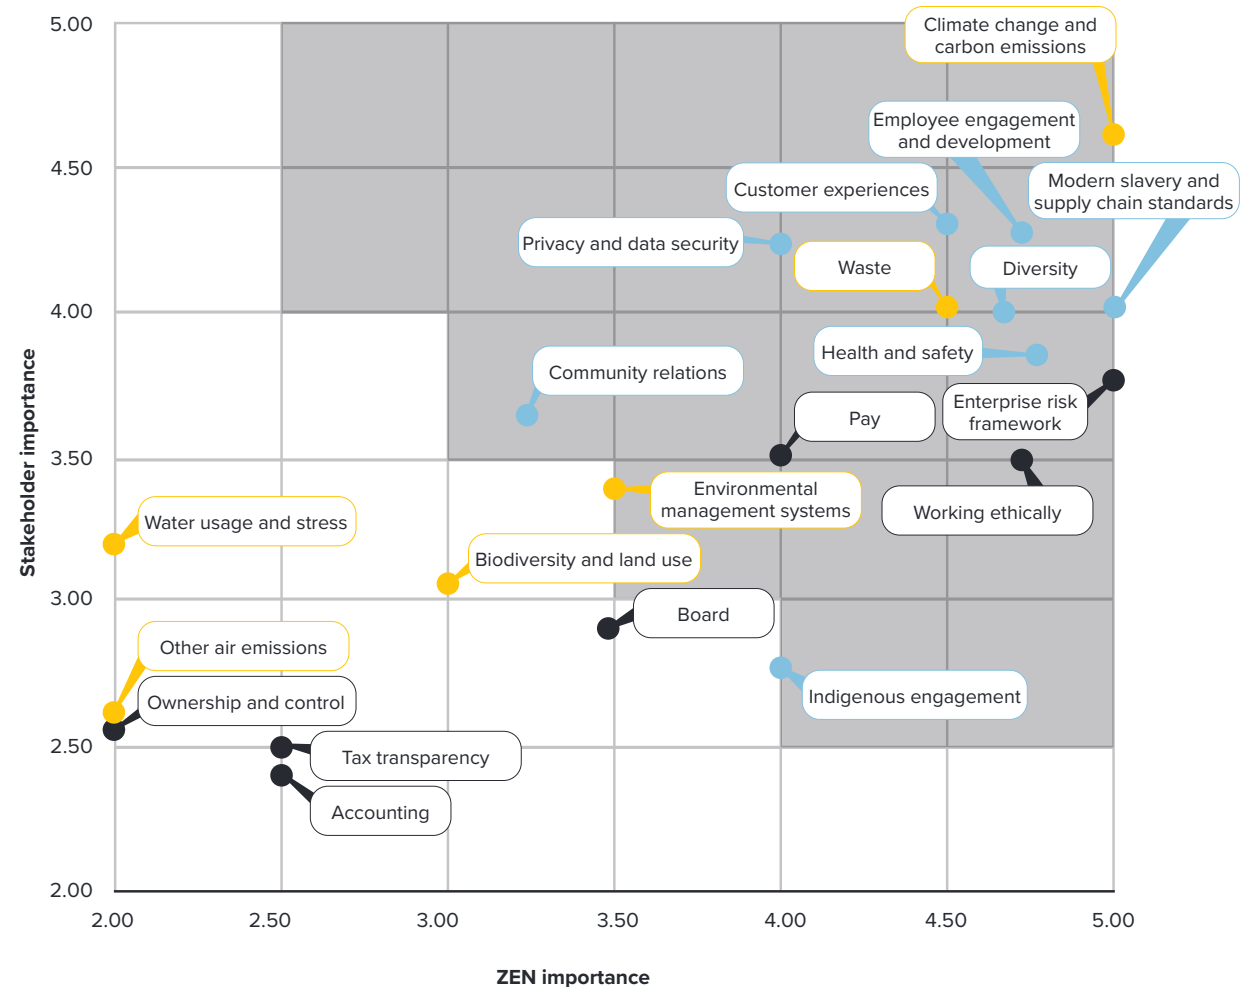 5.00
Climate change and
carbon emissions
Employee engagement
and development
4.50
Modern slavery and
supply chain standards
Customer experiences
Privacy and data security
Waste
Diversity
4.00
Health and safety
Community relations
Enterprise risk
framework
Pay
3.50
Environmental
management systems
Working ethically
Water usage and stress
Biodiversity and land use
3.00
Board
Other air emissions
Ownership and control
Indigenous engagement
2.50
Tax transparency
Accounting
2.00
Stakeholder importance
2.00 2.50 3.00 3.50 4.00 4.50 5.00
ZEN importance